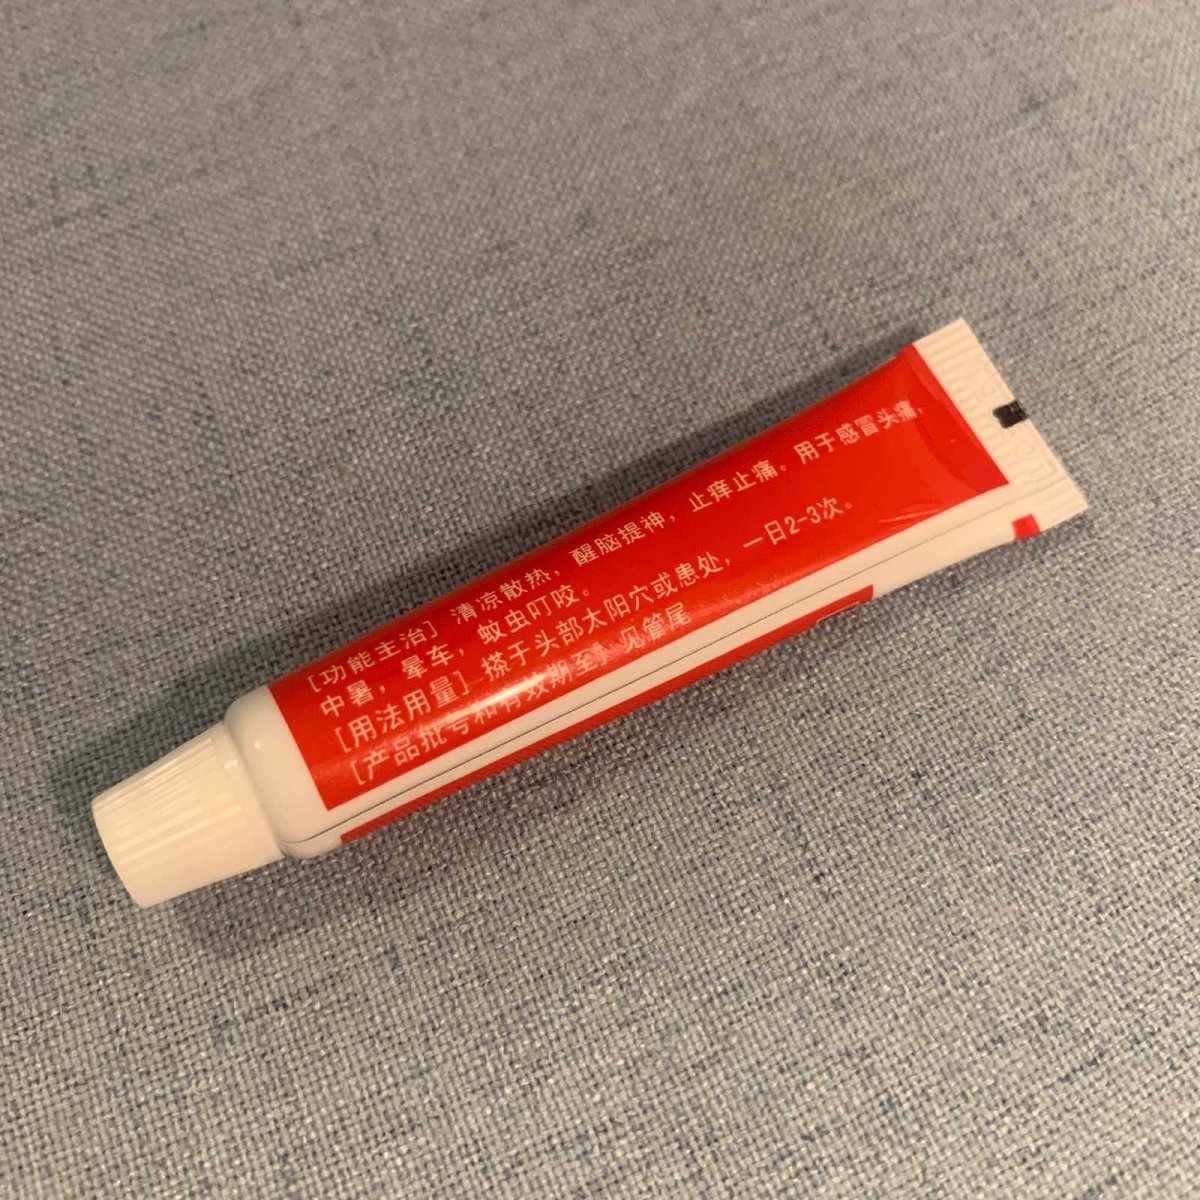 [功能主治] 清凉散热，醒脑提神，止痒止痛。用于感冒头痛，
中暑，晕车，蚊虫叮咬。
[用法用量] 搽于头部太阳穴或患处，一日2-3次。
[产品批号和有效期至] 见管尾